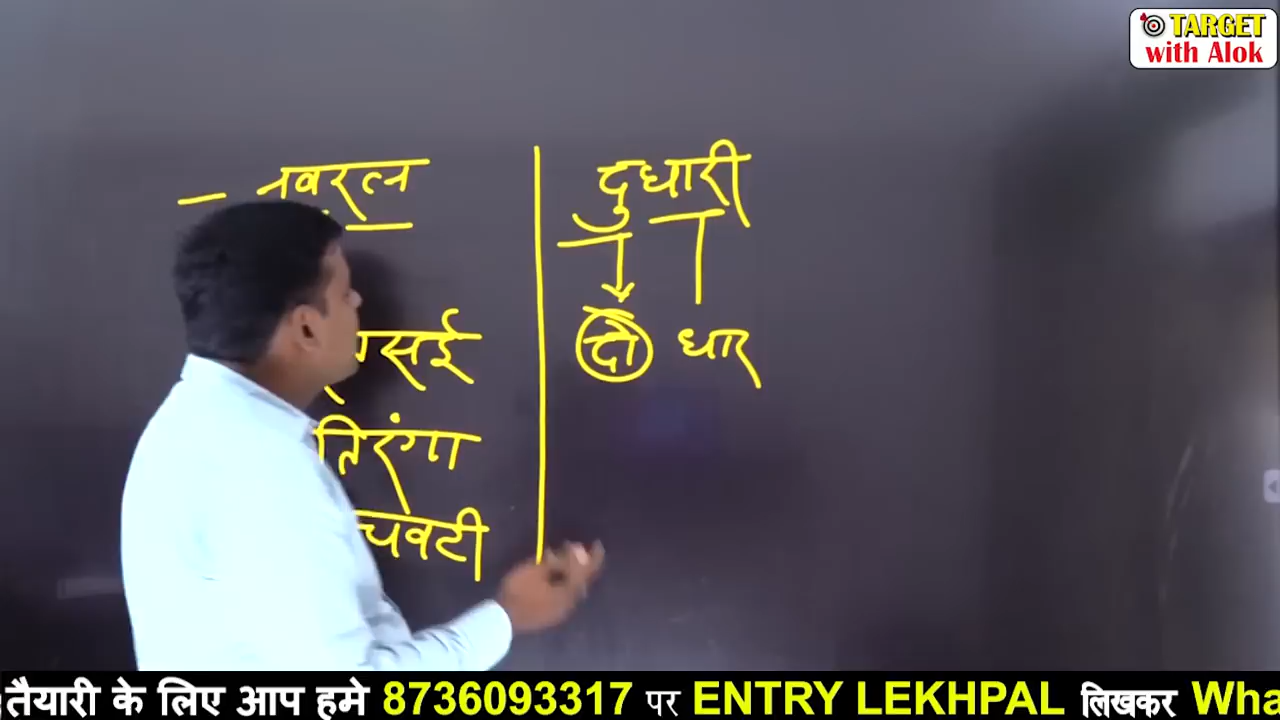 TARGET
with Alok
नवरत्न
दुधारी
दो धार
सई
तिरंगा
चवटी
तैयारी के लिए आप हमे 8736093317 पर ENTRY LEKHPAL लिखकर Wha